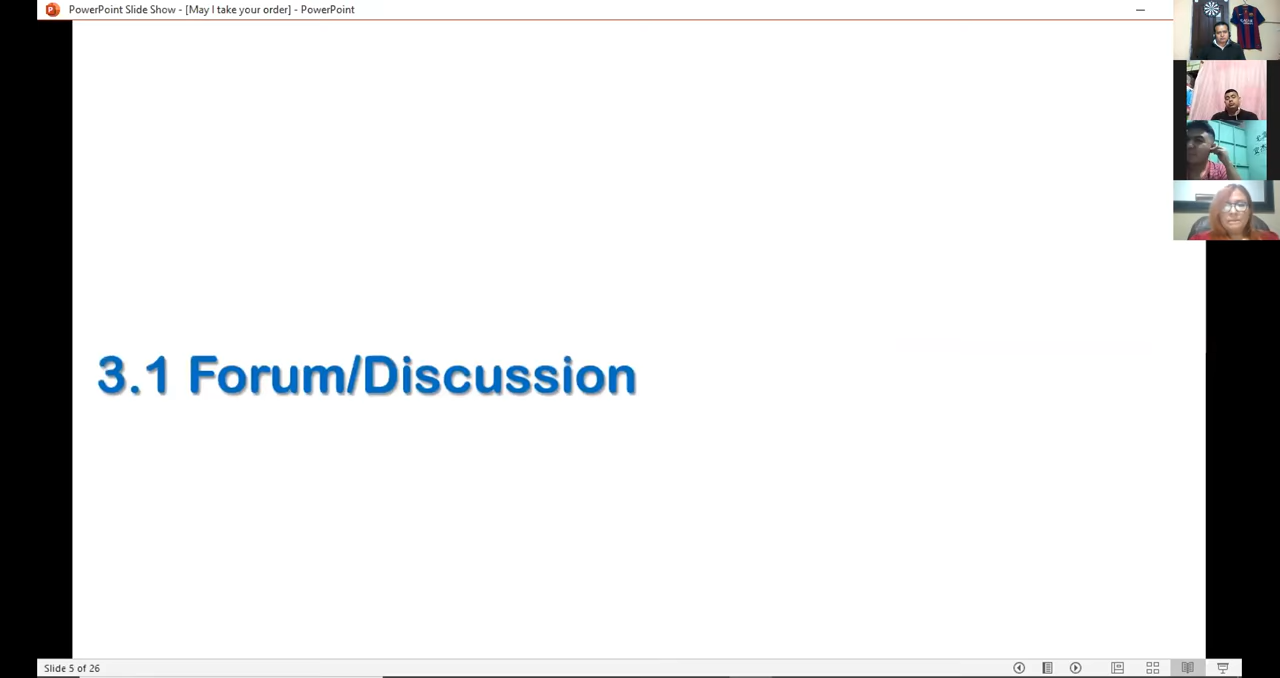 PowerPoint Slide Show - [May I take your order] - PowerPoint
3.1 Forum/Discussion
Slide 5 of 26